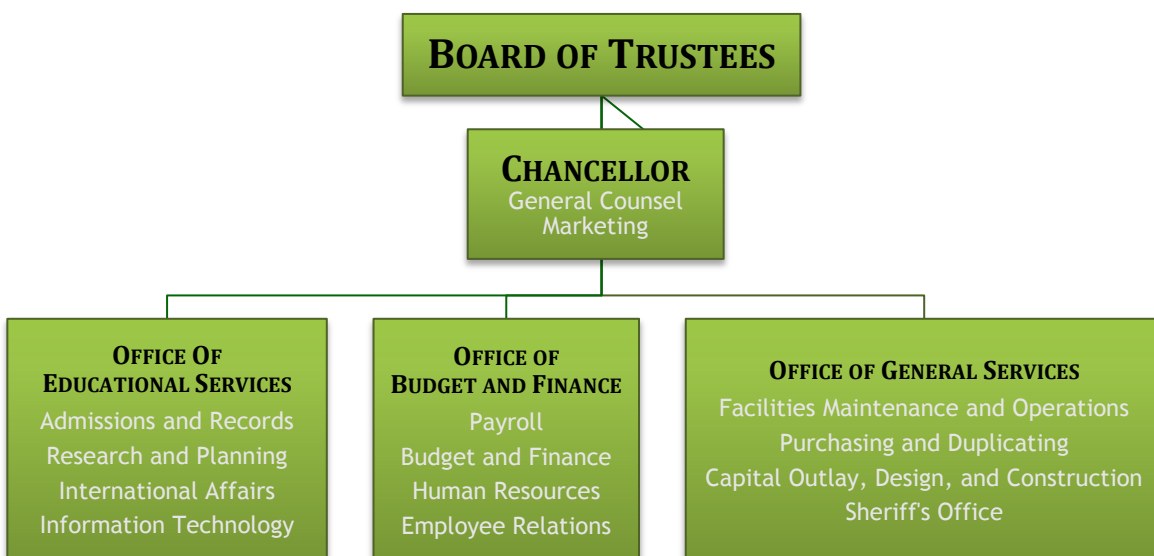 BOARD OF TRUSTEES
CHANCELLOR
General Counsel
Marketing
OFFICE OF
EDUCATIONAL SERVICES
Admissions and Records
Research and Planning
International Affairs
Information Technology
OFFICE OF
BUDGET AND FINANCE
Payroll
Budget and Finance
Human Resources
Employee Relations
OFFICE OF GENERAL SERVICES
Facilities Maintenance and Operations
Purchasing and Duplicating
Capital Outlay, Design, and Construction
Sheriff's Office